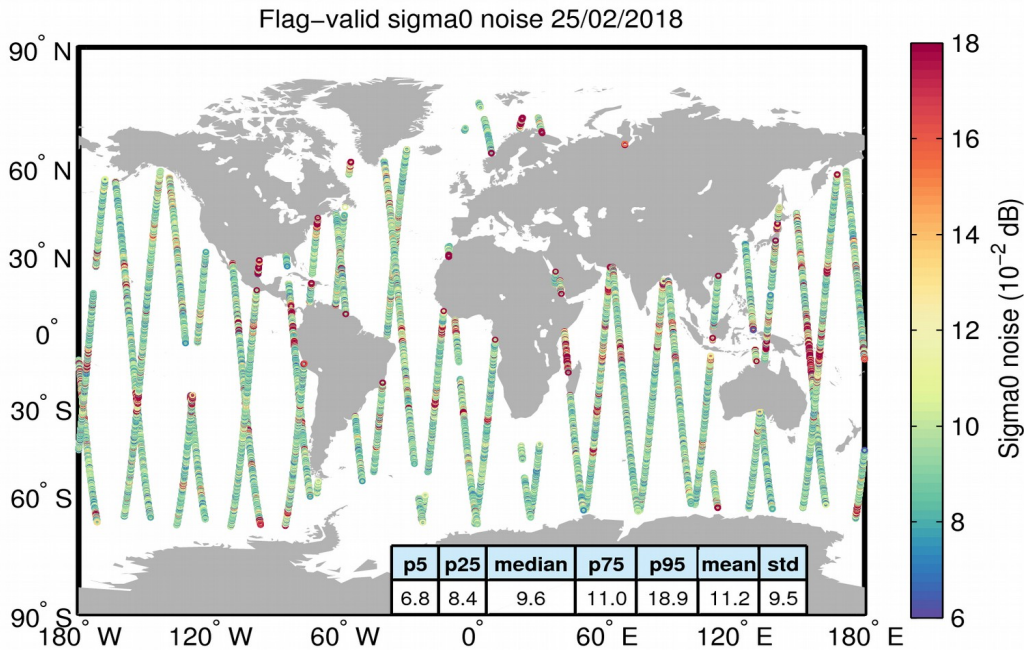 Flag−valid sigma0 noise 25/02/2018
90° N
60° N
30° N
0°
30° S
60° S
90° S
180° W
120° W
60° W
0°
60° E
120° E
180° E
p5 p25 median p75 p95 mean std
6.8 8.4 9.6 11.0 18.9 11.2 9.5
18
16
14
12
10
8
6
Sigma0 noise (10⁻² dB)